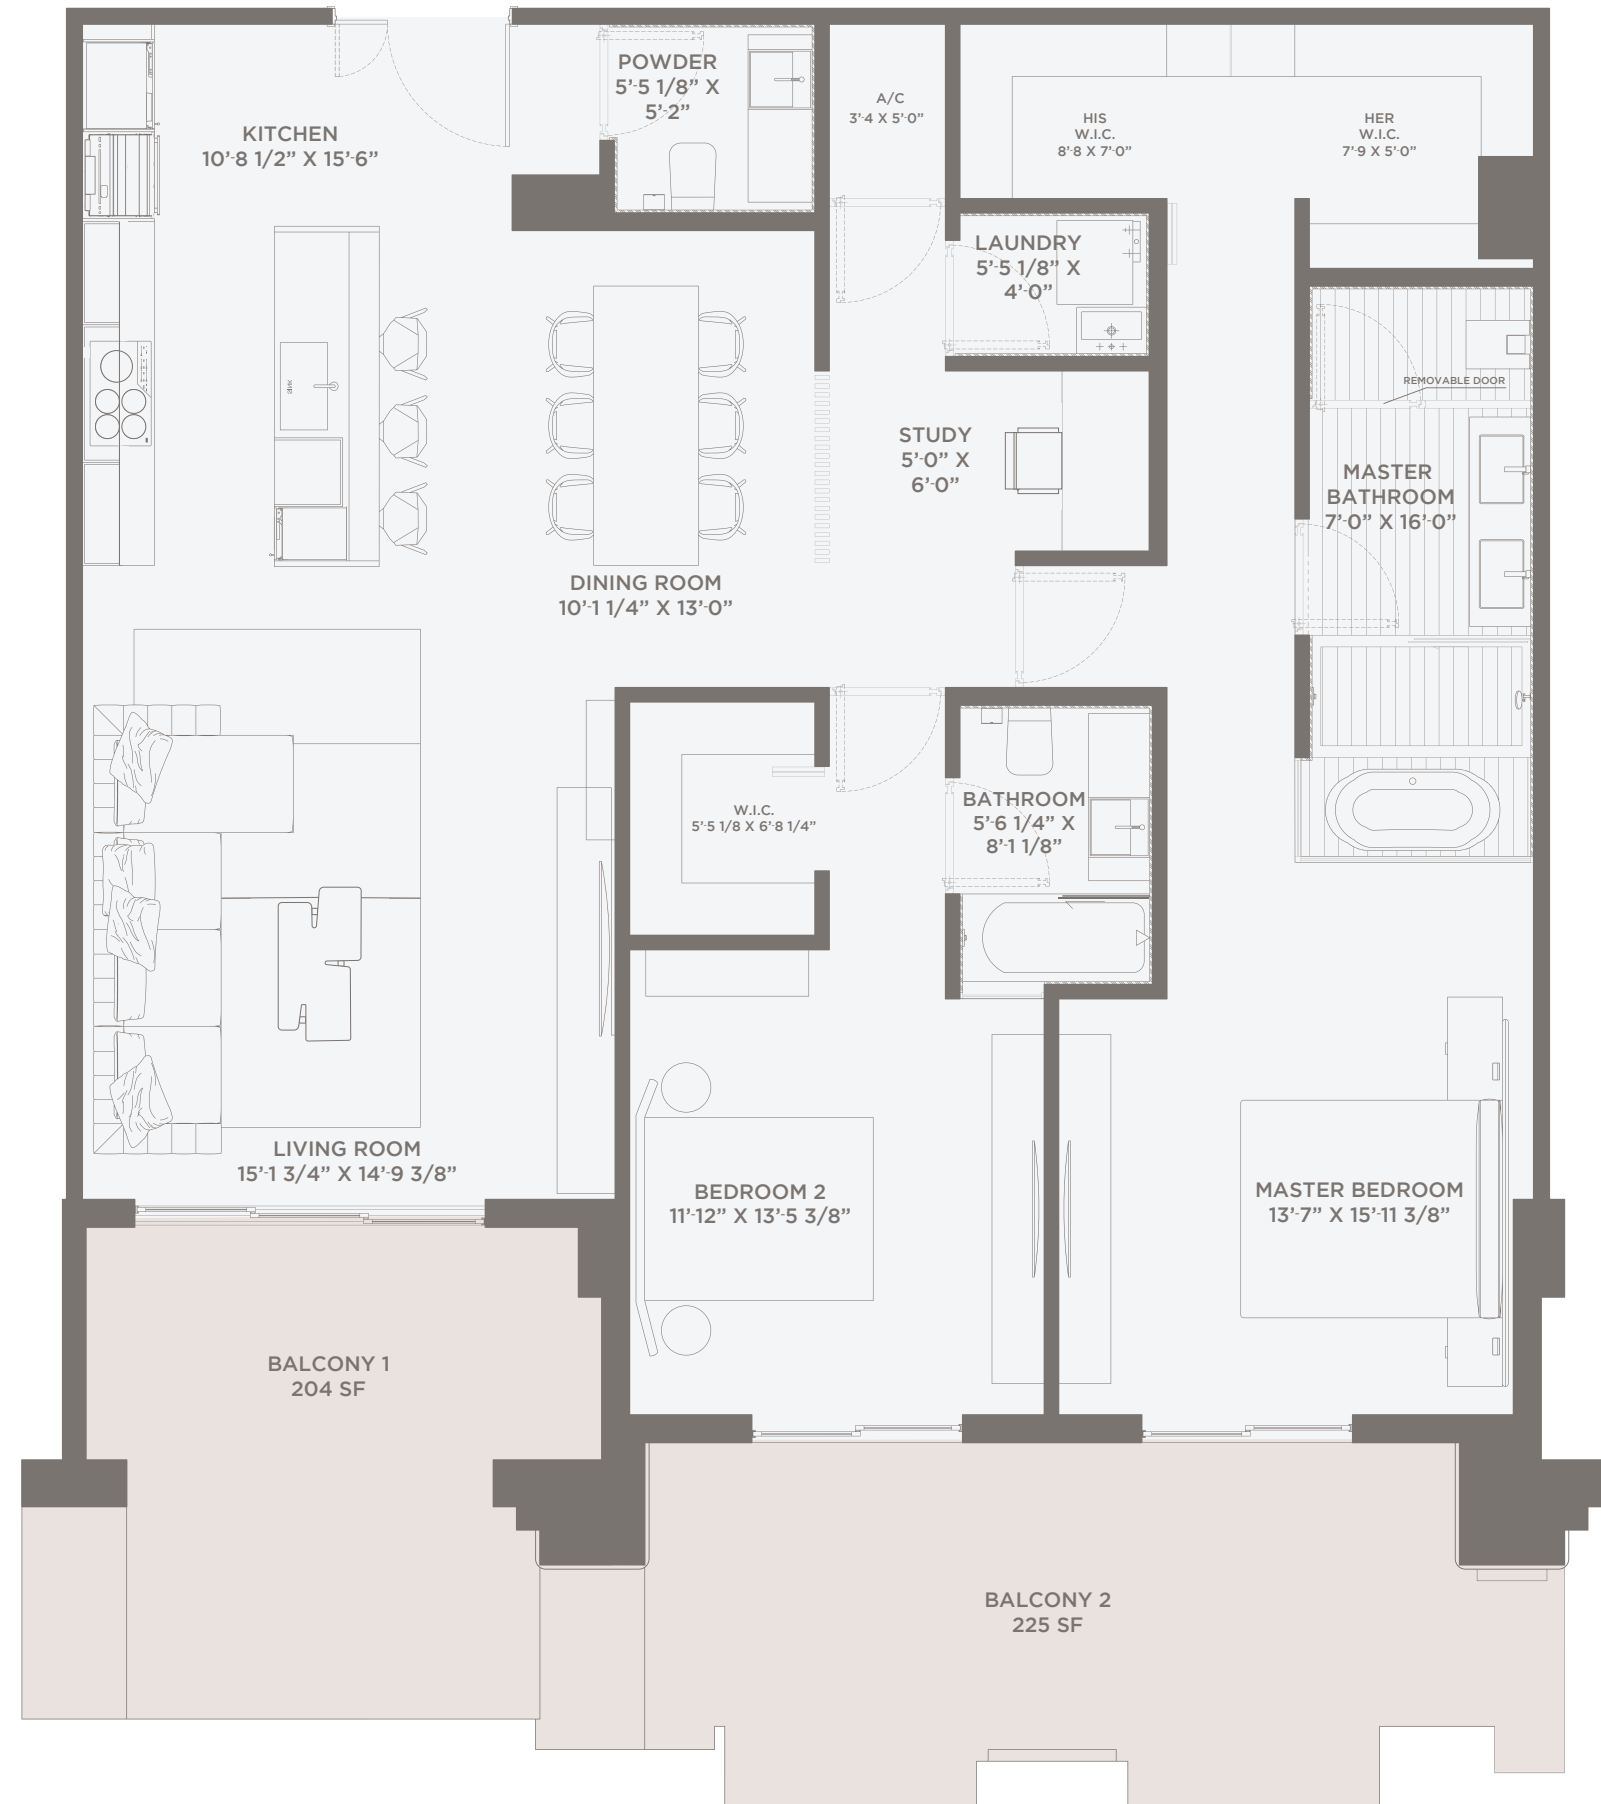 POWDER
5’-5 1/8” X
5’-2”
A/C
3’-4 X 5’-0”
HIS
W.I.C.
8’-8 X 7’-0”
HER
W.I.C.
7’-9 X 5’-0”
KITCHEN
10’-8 1/2” X 15’-6”
LAUNDRY
5’-5 1/8” X
4’-0”
REMOVABLE DOOR
STUDY
5’-0” X
6’-0”
MASTER
BATHROOM
7’-0” X 16’-0”
DINING ROOM
10’-1 1/4” X 13’-0”
W.I.C.
5’-5 1/8 X 6’-8 1/4”
BATHROOM
5’-6 1/4” X
8’-1 1/8”
LIVING ROOM
15’-1 3/4” X 14’-9 3/8”
BEDROOM 2
11’-12” X 13’-5 3/8”
MASTER BEDROOM
13’-7” X 15’-11 3/8”
BALCONY 1
204 SF
BALCONY 2
225 SF